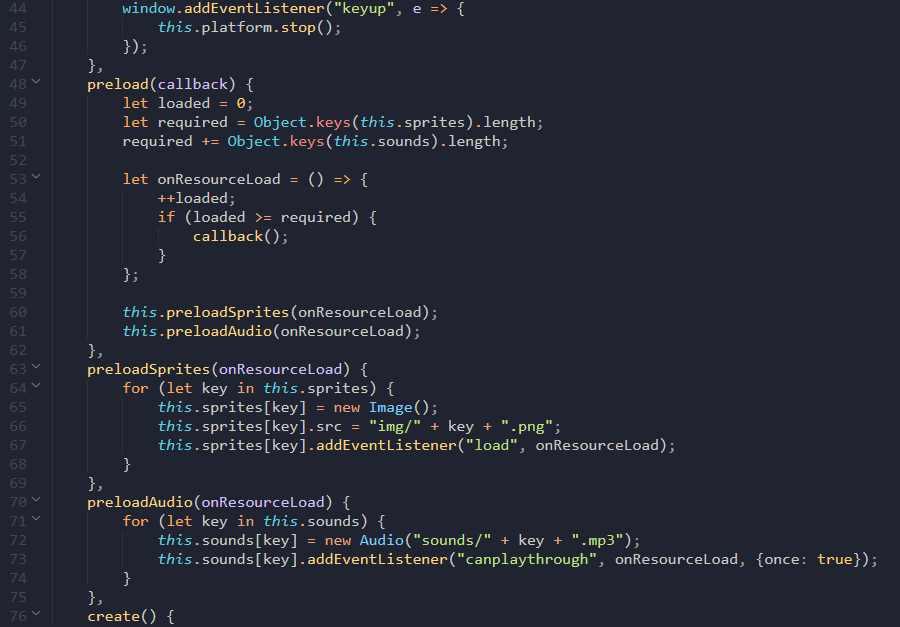 44 window.addEventListener("keyup", e => {
45 this.platform.stop();
46 });
47 },
48 preload(callback) {
49 let loaded = 0;
50 let required = Object.keys(this.sprites).length;
51 required += Object.keys(this.sounds).length;
52
53 let onResourceLoad = () => {
54 ++loaded;
55 if (loaded >= required) {
56 callback();
57 }
58 };
59
60 this.preloadSprites(onResourceLoad);
61 this.preloadAudio(onResourceLoad);
62 },
63 preloadSprites(onResourceLoad) {
64 for (let key in this.sprites) {
65 this.sprites[key] = new Image();
66 this.sprites[key].src = "img/" + key + ".png";
67 this.sprites[key].addEventListener("load", onResourceLoad);
68 }
69 },
70 preloadAudio(onResourceLoad) {
71 for (let key in this.sounds) {
72 this.sounds[key] = new Audio("sounds/" + key + ".mp3");
73 this.sounds[key].addEventListener("canplaythrough", onResourceLoad, {once: true});
74 }
75 },
76 create() {